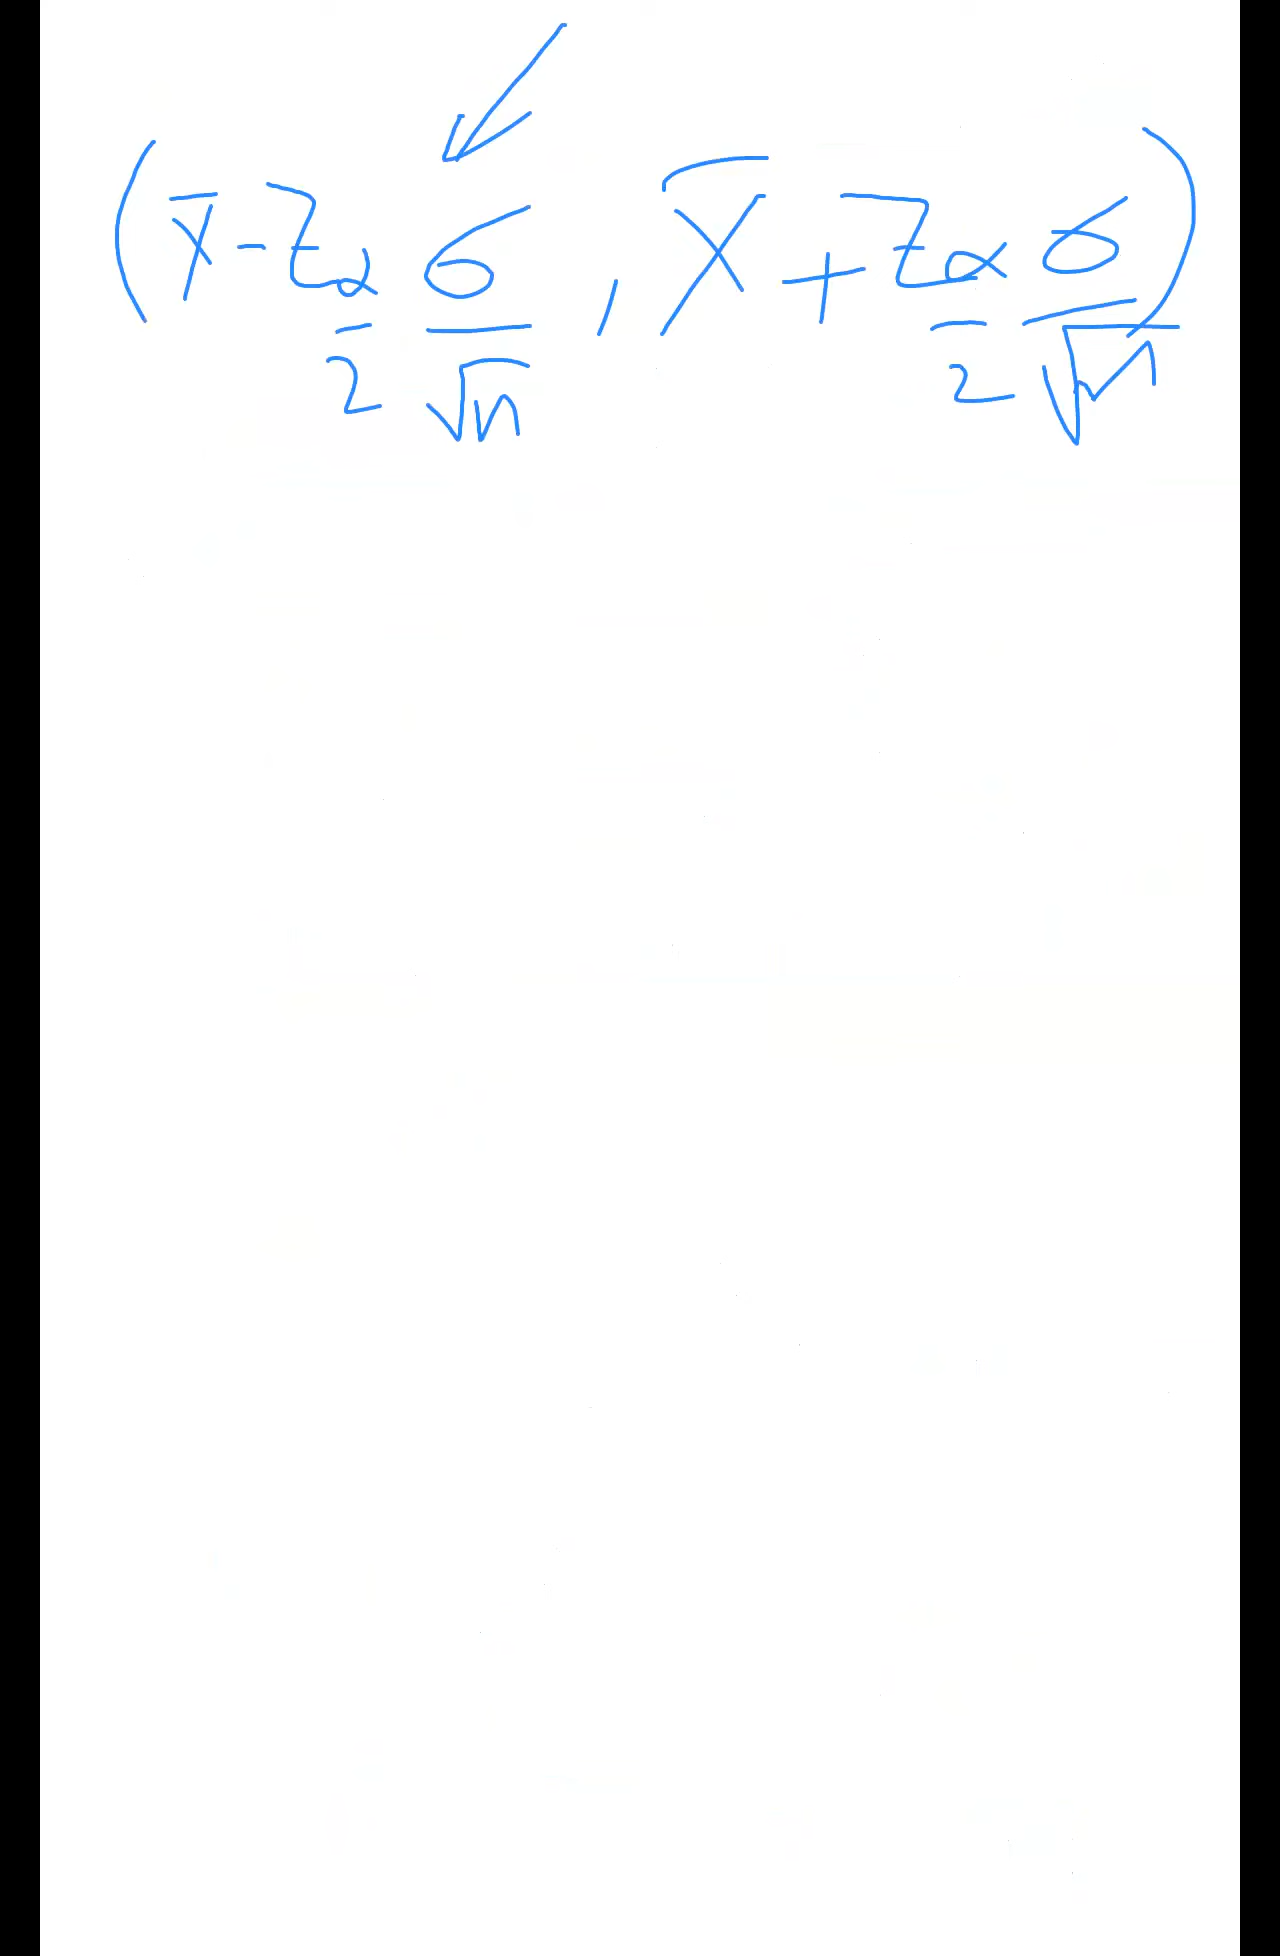 (x̄ - z_{α/2} σ/√n , x̄ + z_{α/2} σ/√n)